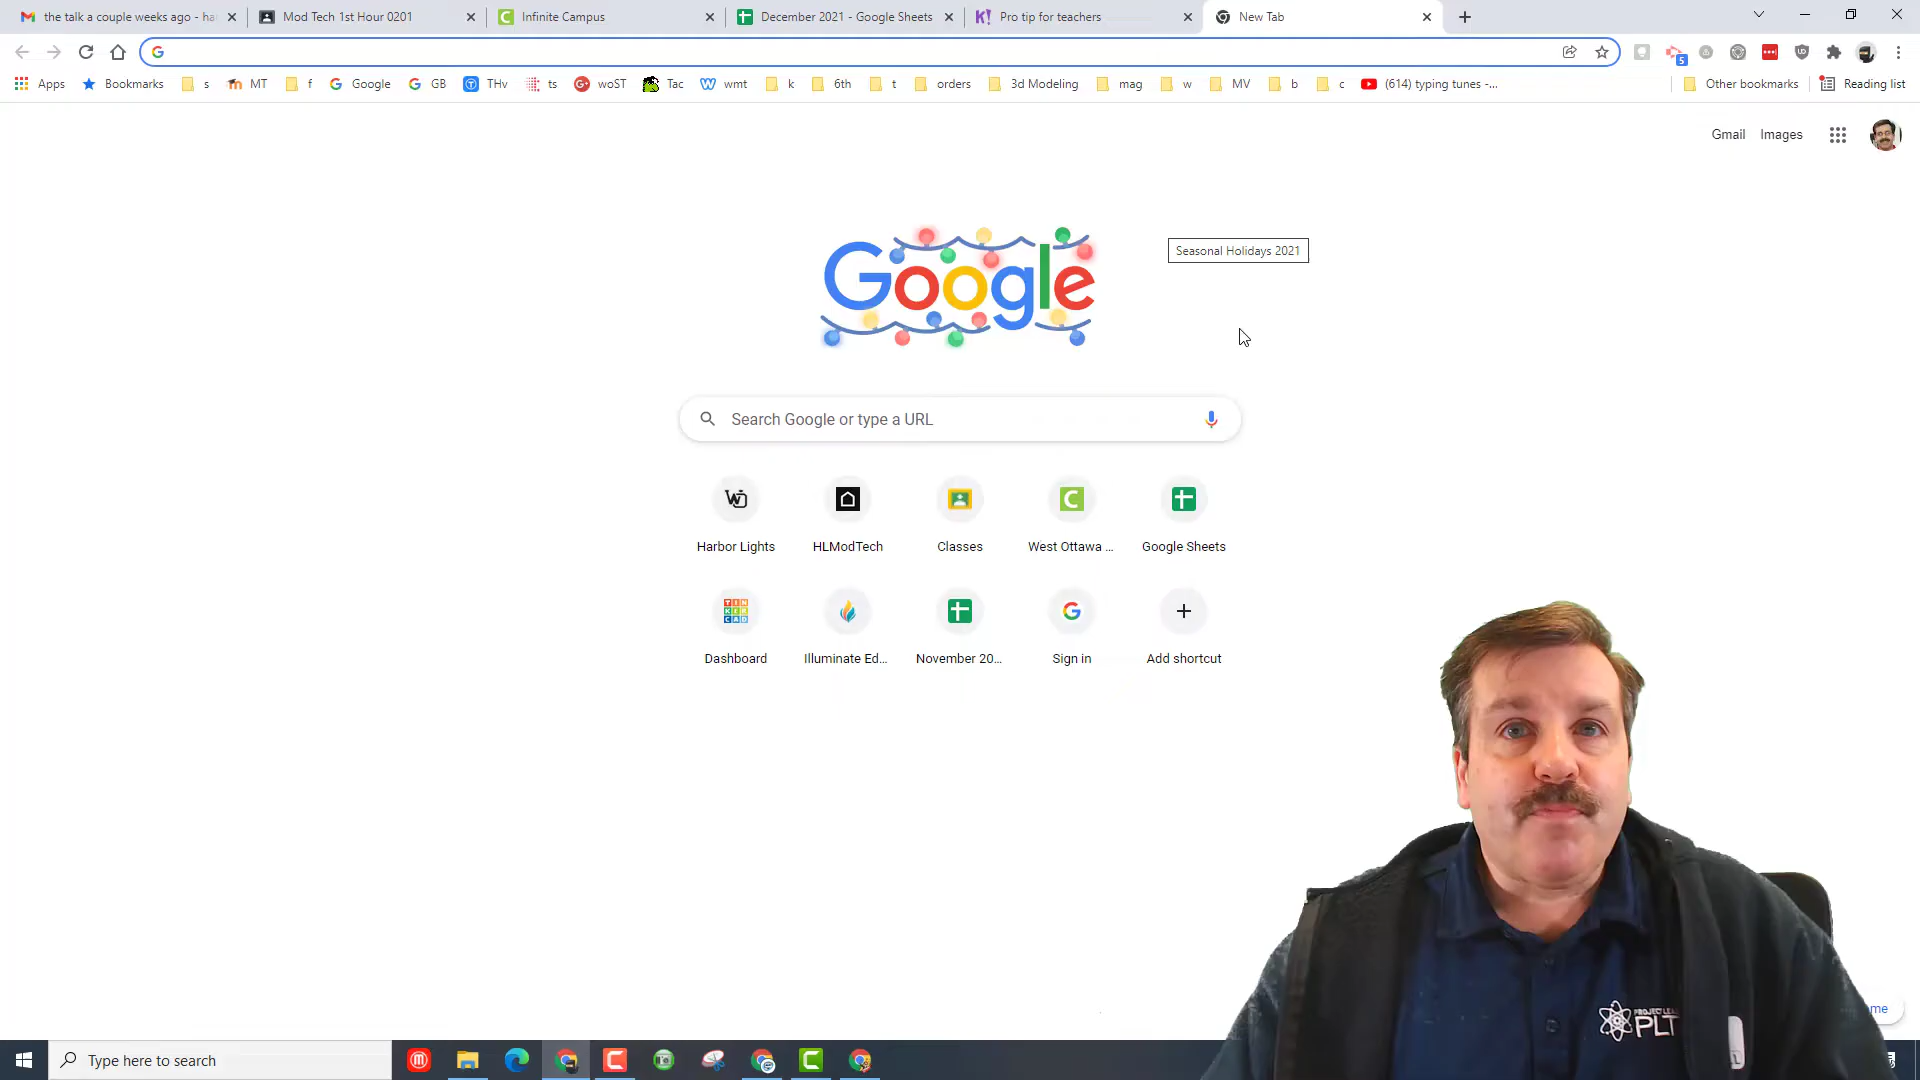 the talk a couple weeks ago - ha
Mod Tech 1st Hour 0201
Infinite Campus
December 2021 - Google Sheets
Pro tip for teachers
New Tab
5
Apps
Bookmarks
s
MT
f
Google
GB
THv
ts
woST
Tac
wmt
k
6th
t
orders
3d Modeling
mag
w
MV
b
c
(614) typing tunes -...
Other bookmarks
Reading list
Gmail
Images
Google
Seasonal Holidays 2021
Search Google or type a URL
Harbor Lights
HLModTech
Classes
West Ottawa ...
Google Sheets
Dashboard
Illuminate Ed...
November 20...
Sign in
Add shortcut
PROJECT LEA
PLT
me
Type here to search